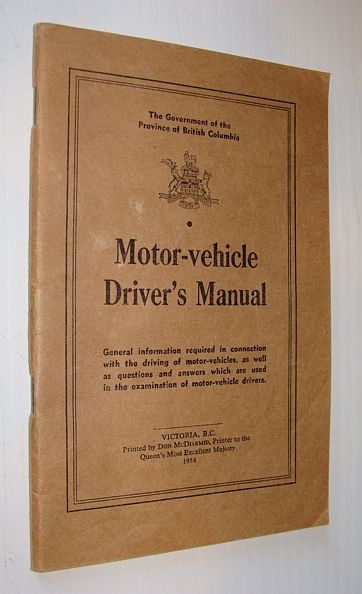 The Government of the
Province of British Columbia
Motor-vehicle
Driver's Manual
General information required in connection
with the driving of motor-vehicles, as well
as questions and answers which are used
in the examination of motor-vehicle drivers.
VICTORIA, B.C.
Printed by DON MCDIARMID, Printer to the
Queen's Most Excellent Majesty
1954